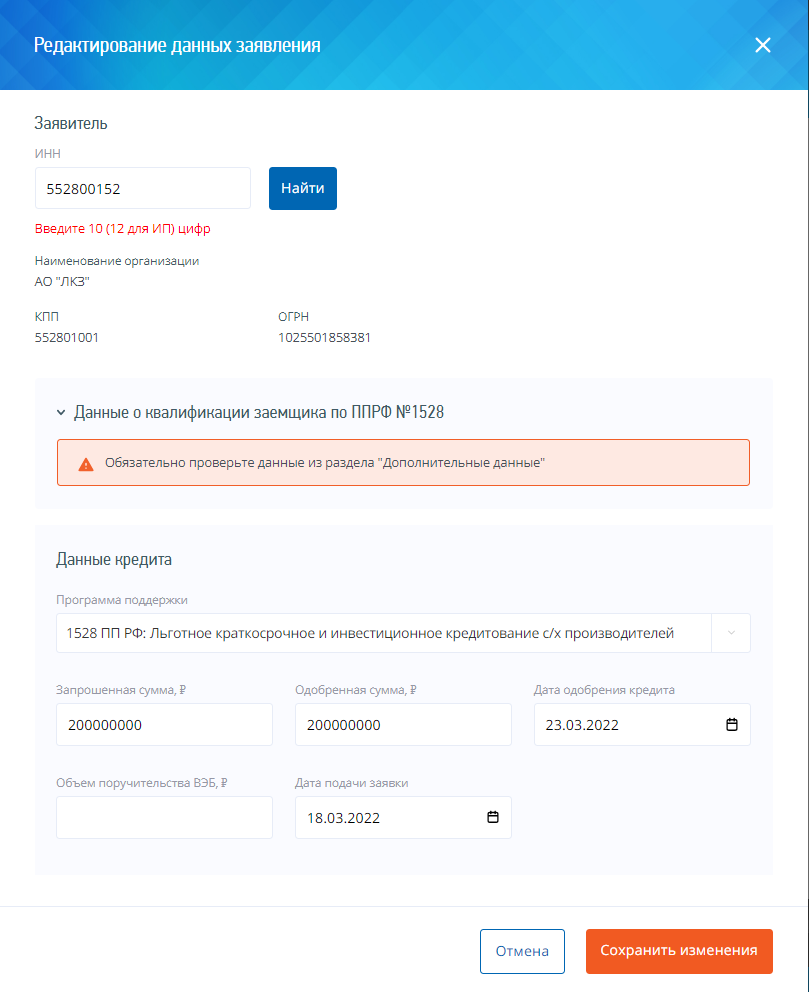 Редактирование данных заявления
Заявитель
ИНН
552800152
Найти
Введите 10 (12 для ИП) цифр
Наименование организации
АО "ЛКЗ"
КПП
ОГРН
552801001
1025501858381
Данные о квалификации заемщика по ППРФ №1528
Обязательно проверьте данные из раздела "Дополнительные данные"
Данные кредита
Программа поддержки
1528 ПП РФ: Льготное краткосрочное и инвестиционное кредитование с/х производителей
Запрошенная сумма, ₽
Одобренная сумма, ₽
Дата одобрения кредита
200000000
200000000
23.03.2022
Объем поручительства ВЭБ, ₽
Дата подачи заявки
18.03.2022
Отмена
Сохранить изменения